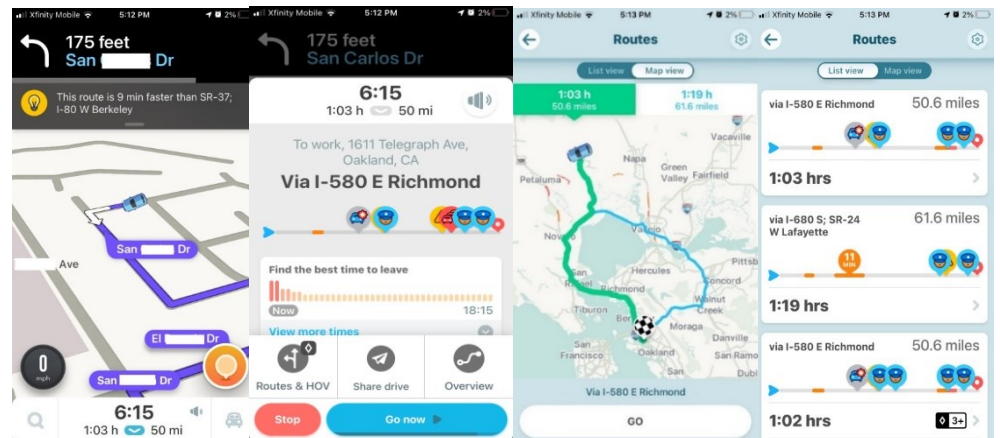 Xfinity Mobile 5:12 PM 2%
175 feet
San Dr
This route is 9 min faster than SR-37;
I-80 W Berkeley
San Dr
Ave
El Dr
0
mph
San Dr
6:15
1:03 h 50 mi
Xfinity Mobile 5:12 PM 2%
175 feet
San Carlos Dr
6:15
1:03 h 50 mi
To work, 1611 Telegraph Ave,
Oakland, CA
Via I-580 E Richmond
Find the best time to leave
Now 18:15
View more times
Routes & HOV Share drive Overview
Stop Go now
Xfinity Mobile 5:13 PM 2%
Routes
List view Map view
1:03 h 1:19 h
50.6 miles 61.6 miles
Vacaville
Napa
Green
Valley Fairfield
Petaluma
Vallejo
Hercules
Pittsb
San
Rafael Richmond
Concord
Walnut
Creek
Tiburon
Ber
Moraga
Danville
San
Francisco
Oakland
San Ramo
San
Dubl
Via I-580 E Richmond
GO
Xfinity Mobile 5:13 PM 2%
Routes
List view Map view
via I-580 E Richmond 50.6 miles
1:03 hrs
via I-680 S; SR-24
W Lafayette
61.6 miles
11
MIN
1:19 hrs
via I-580 E Richmond 50.6 miles
1:02 hrs 3+